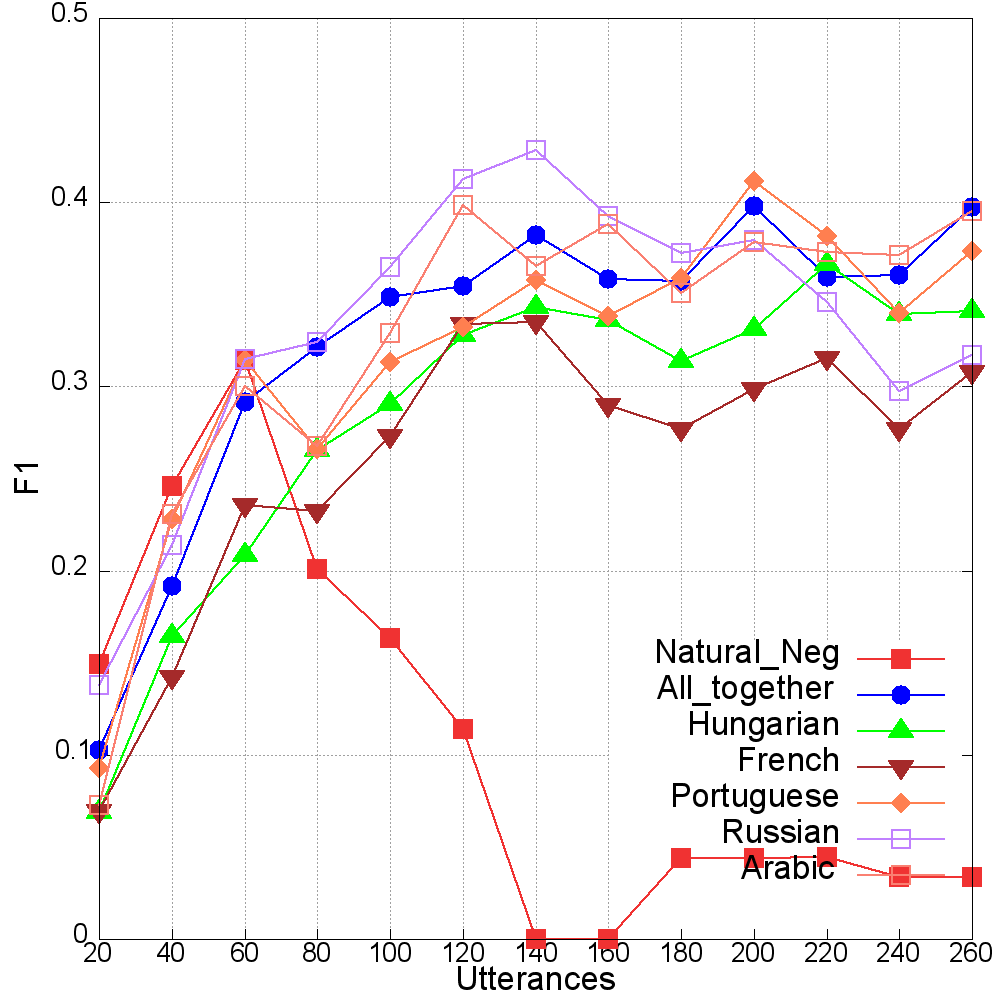 0.5
0.4
0.3
0.2
0.1
0
F1
20 40 60 80 100 120 140 160 180 200 220 240 260
Utterances
Natural_Neg
All_together
Hungarian
French
Portuguese
Russian
Arabic